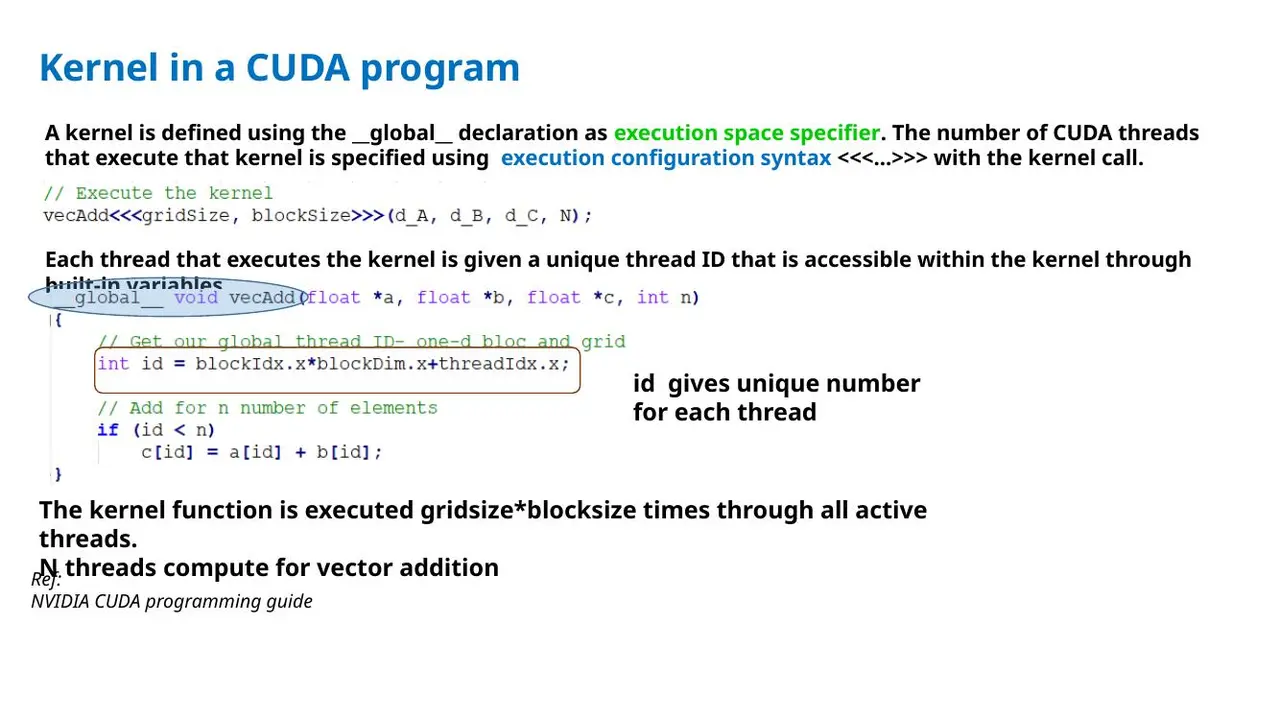 Kernel in a CUDA program
A kernel is defined using the __global__ declaration as execution space specifier. The number of CUDA threads
that execute that kernel is specified using  execution configuration syntax <<<...>>> with the kernel call.
// Execute the kernel
vecAdd<<<gridSize, blockSize>>>(d_A, d_B, d_C, N);
Each thread that executes the kernel is given a unique thread ID that is accessible within the kernel through
built-in variables
__global__ void vecAdd(float *a, float *b, float *c, int n)
{
// Get our global thread ID- one-d bloc and grid
int id = blockIdx.x*blockDim.x+threadIdx.x;
id  gives unique number
for each thread
// Add for n number of elements
if (id < n)
c[id] = a[id] + b[id];
}
The kernel function is executed gridsize*blocksize times through all active
threads.
N threads compute for vector addition
Ref:
NVIDIA CUDA programming guide